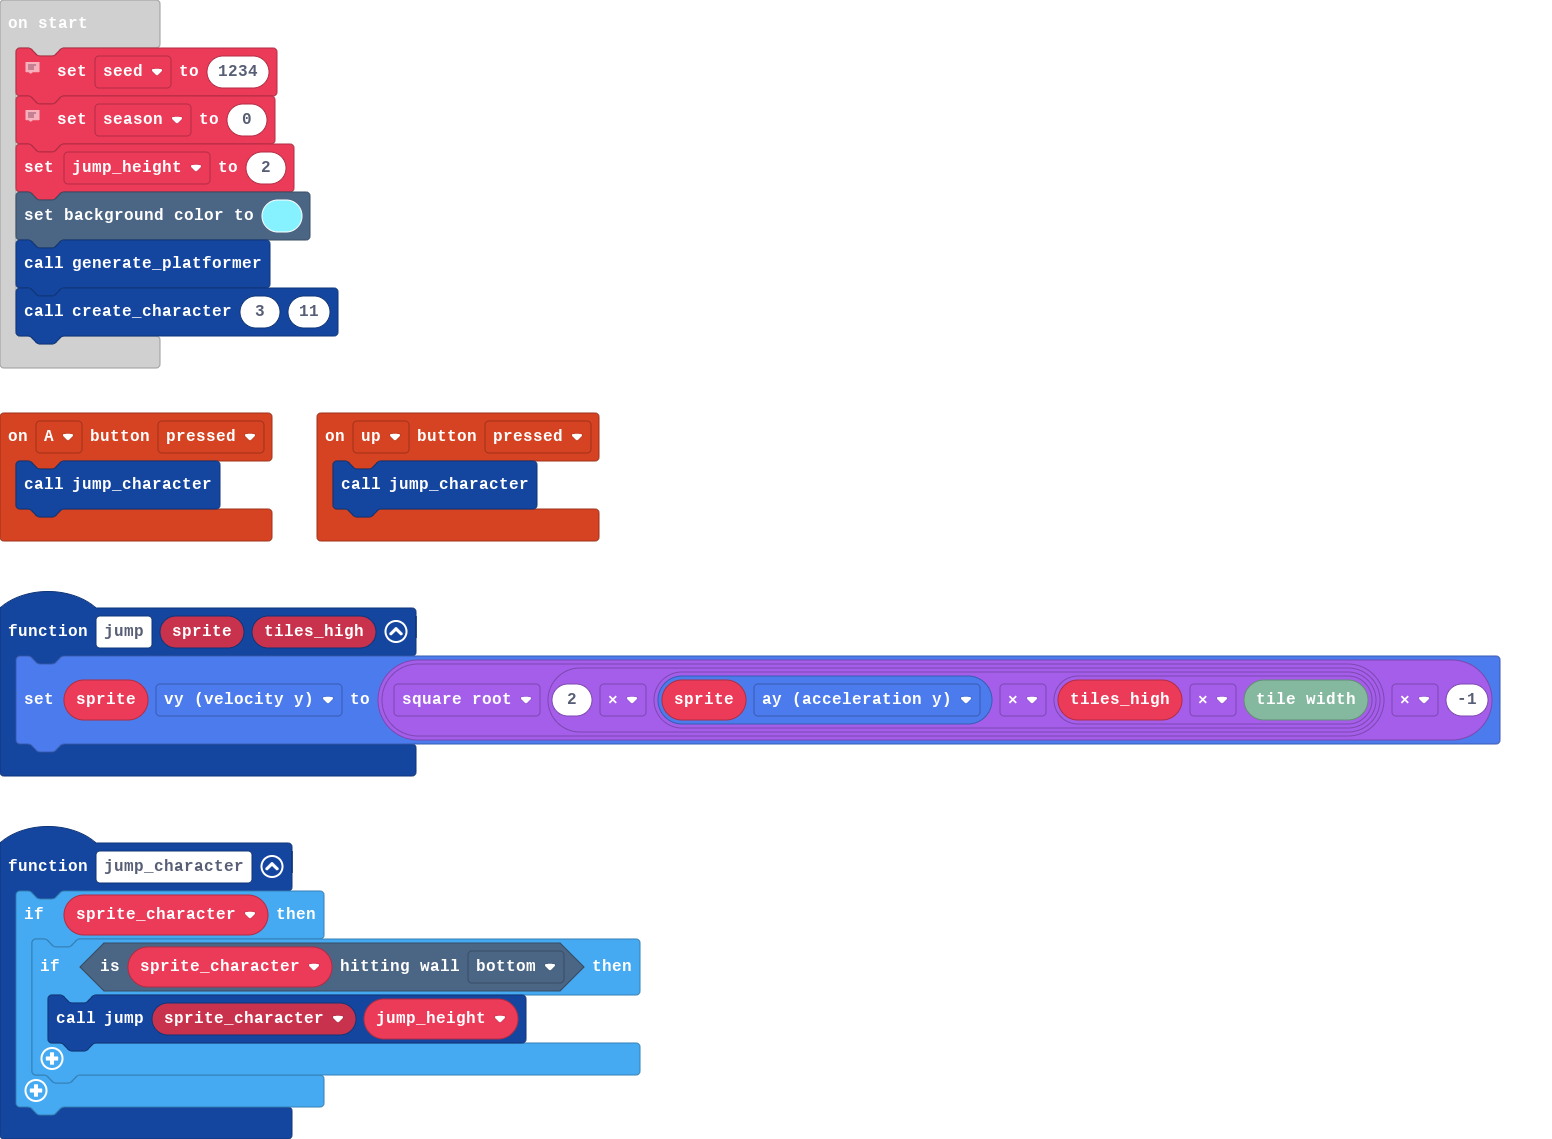 on start
set seed to 1234
set season to 0
set jump_height to 2
set background color to
call generate_platformer
call create_character 3 11
on A button pressed
call jump_character
on up button pressed
call jump_character
function jump sprite tiles_high
set sprite vy (velocity y) to square root 2 × sprite ay (acceleration y) × tiles_high × tile width × -1
function jump_character
if sprite_character then
if is sprite_character hitting wall bottom then
call jump sprite_character jump_height